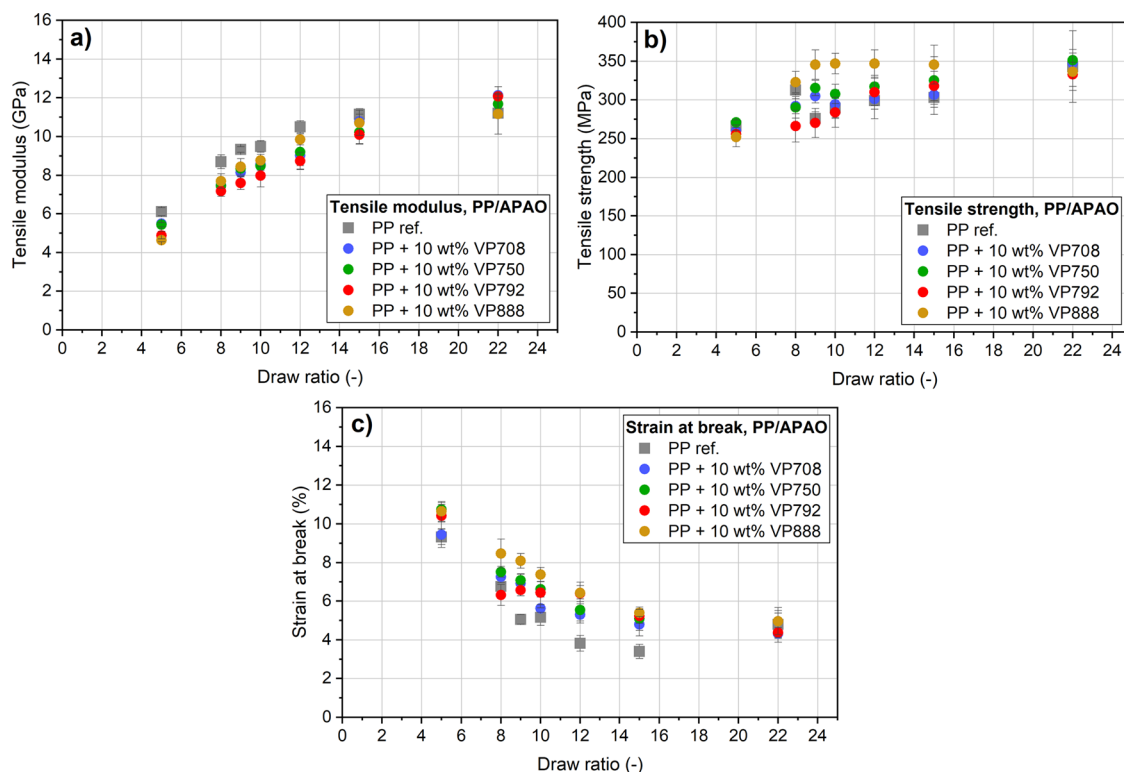 a)
Tensile modulus (GPa)
16
14
12
10
8
6
4
2
0
Tensile modulus, PP/APAO
PP ref.
PP + 10 wt% VP708
PP + 10 wt% VP750
PP + 10 wt% VP792
PP + 10 wt% VP888
0 2 4 6 8 10 12 14 16 18 20 22 24
Draw ratio (-)
b)
Tensile strength (MPa)
400
350
300
250
200
150
100
50
0
Tensile strength, PP/APAO
PP ref.
PP + 10 wt% VP708
PP + 10 wt% VP750
PP + 10 wt% VP792
PP + 10 wt% VP888
0 2 4 6 8 10 12 14 16 18 20 22 24
Draw ratio (-)
c)
Strain at break (%)
16
14
12
10
8
6
4
2
0
Strain at break, PP/APAO
PP ref.
PP + 10 wt% VP708
PP + 10 wt% VP750
PP + 10 wt% VP792
PP + 10 wt% VP888
0 2 4 6 8 10 12 14 16 18 20 22 24
Draw ratio (-)